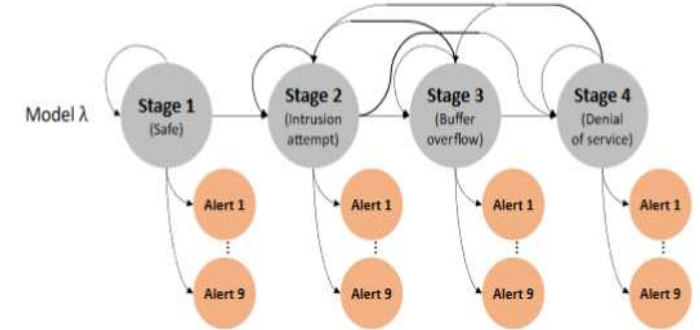 Model λ
Stage 1
(Safe)
Stage 2
(Intrusion
attempt)
Stage 3
(Buffer
overflow)
Stage 4
(Denial
of service)
Alert 1
Alert 1
Alert 1
Alert 1
Alert 9
Alert 9
Alert 9
Alert 9